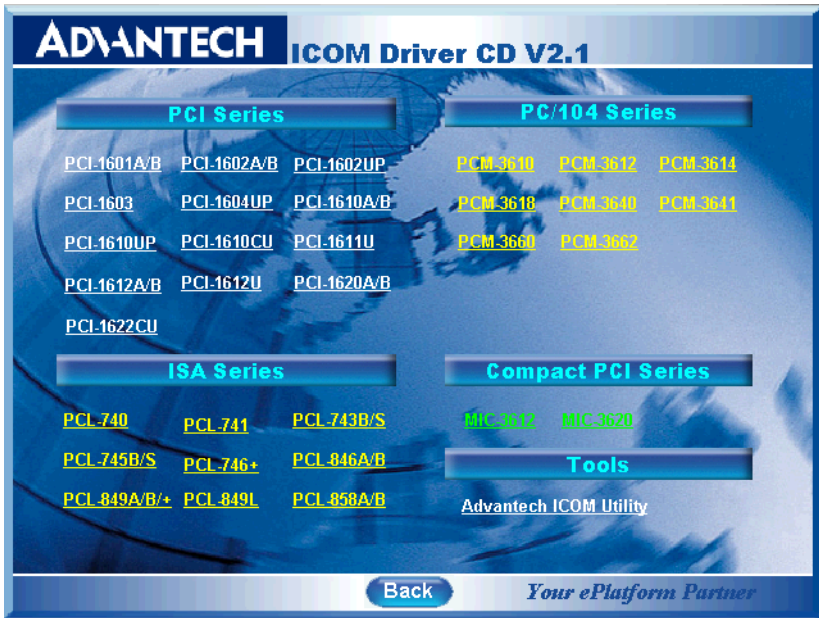 ADVANTECH ICOM Driver CD V2.1
PCI Series
PCI-1601A/B PCI-1602A/B PCI-1602UP
PCI-1603 PCI-1604UP PCI-1610A/B
PCI-1610UP PCI-1610CU PCI-1611U
PCI-1612A/B PCI-1612U PCI-1620A/B
PCI-1622CU
PC/104 Series
PCM-3610 PCM-3612 PCM-3614
PCM-3618 PCM-3640 PCM-3641
PCM-3660 PCM-3662
ISA Series
PCL-740 PCL-741 PCL-743B/S
PCL-745B/S PCL-746+ PCL-846A/B
PCL-849A/B/+ PCL-849L PCL-858A/B
Compact PCI Series
MIC-3612 MIC-3620
Tools
Advantech ICOM Utility
Back
Your ePlatform Partner